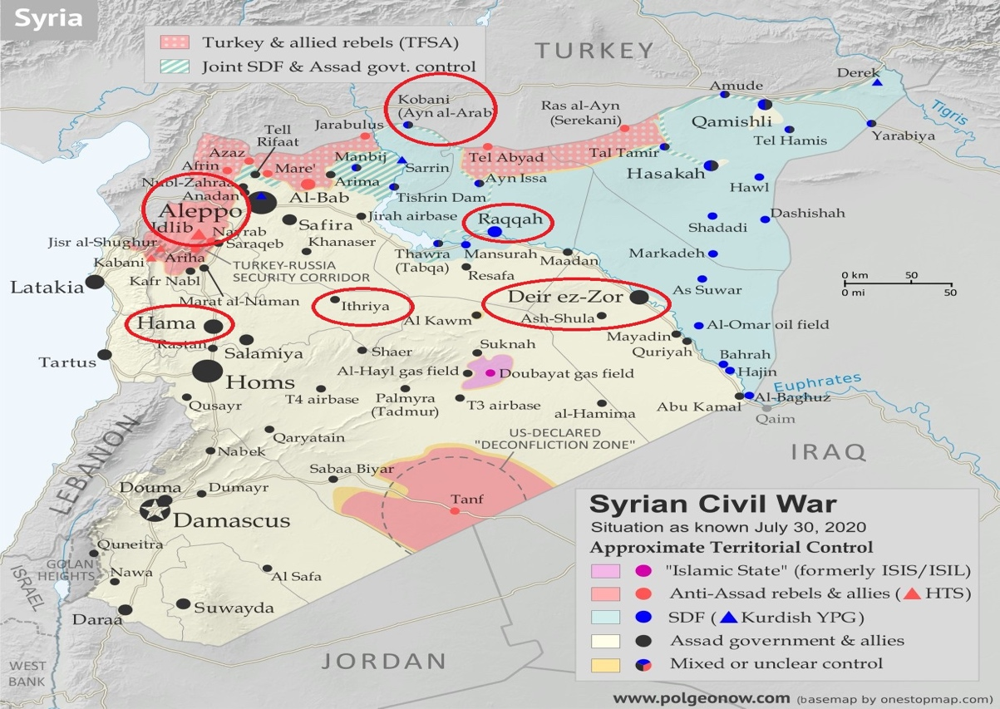 Syria
Turkey & allied rebels (TFSA)
Joint SDF & Assad govt. control
TURKEY
Derek
Amude
Tigris
Kobani
(Ayn al-Arab)
Ras al-Ayn
(Serekani)
Qamishli
Jarabulus
Tell
Rifaat
Yarabiya
Tel Hamis
Azaz
Manbij
Tel Abyad
Tal Tamir
Afrin
Mare'
Sarrin
Hasakah
Nubl-Zahraa
Arima
Ayn Issa
Hawl
Anadan
Al-Bab
Tishrin Dam
Aleppo
Safira
Jirah airbase
Raqqah
Dashishah
Idlib
Nayrab
Shadadi
Jisr al-Shughur
Saraqeb
Khanaser
Thawra
(Tabqa)
Mansurah
Maadan
Markadeh
Kabani
Ariha
TURKEY-RUSSIA
SECURITY CORRIDOR
Resafa
Kafr Nabl
0 km 50
0 mi 50
Latakia
Marat al-Numan
Ithriya
Deir ez-Zor
As Suwar
Hama
Al Kawm
Ash-Shula
Al-Omar oil field
Rastan
Salamiya
Shaer
Suknah
Mayadin
Quriyah
Tartus
Bahrah
Homs
Al-Hayl gas field
Doubayat gas field
Hajin
Euphrates
T4 airbase
Palmyra
(Tadmur)
T3 airbase
al-Hamima
Abu Kamal
Al-Baghuz
Qusayr
Qaim
LEBANON
Qaryatain
US-DECLARED
"DECONFLICTION ZONE"
IRAQ
Nabek
Sabaa Biyar
Douma
Dumayr
Tanf
Damascus
Quneitra
GOLAN
HEIGHTS
ISRAEL
Nawa
Al Safa
Daraa
Suwayda
WEST
BANK
JORDAN
Syrian Civil War
Situation as known July 30, 2020
Approximate Territorial Control
"Islamic State" (formerly ISIS/ISIL)
Anti-Assad rebels & allies (▲ HTS)
SDF (▲ Kurdish YPG)
Assad government & allies
Mixed or unclear control
www.polgeonow.com (basemap by onestopmap.com)